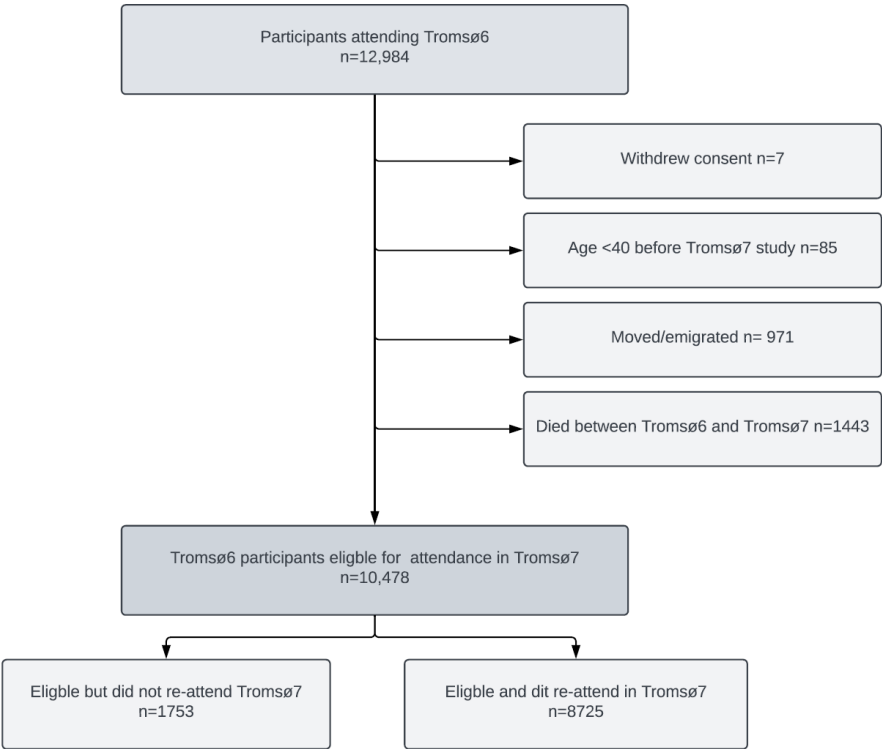 Participants attending Tromsø6
n=12,984
Withdrew consent n=7
Age <40 before Tromsø7 study n=85
Moved/emigrated n= 971
Died between Tromsø6 and Tromsø7 n=1443
Tromsø6 participants eligble for  attendance in Tromsø7
n=10,478
Eligble but did not re-attend Tromsø7
n=1753
Eligble and dit re-attend in Tromsø7
n=8725